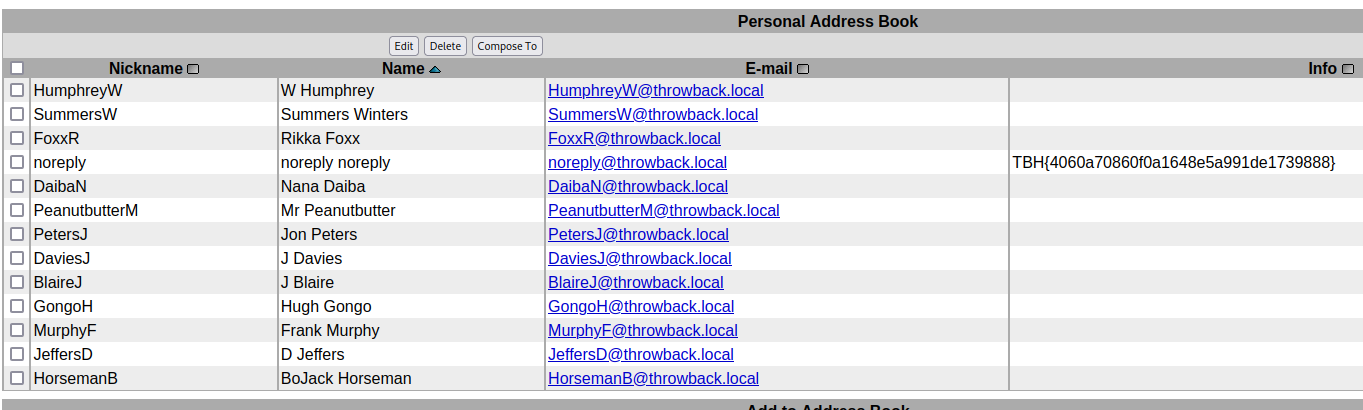 Personal Address Book
Edit Delete Compose To
Nickname Name E-mail Info
HumphreyW W Humphrey HumphreyW@throwback.local
SummersW Summers Winters SummersW@throwback.local
FoxxR Rikka Foxx FoxxR@throwback.local
noreply noreply noreply noreply@throwback.local TBH{4060a70860f0a1648e5a991de1739888}
DaibaN Nana Daiba DaibaN@throwback.local
PeanutbutterM Mr Peanutbutter PeanutbutterM@throwback.local
PetersJ Jon Peters PetersJ@throwback.local
DaviesJ J Davies DaviesJ@throwback.local
BlaireJ J Blaire BlaireJ@throwback.local
GongoH Hugh Gongo GongoH@throwback.local
MurphyF Frank Murphy MurphyF@throwback.local
JeffersD D Jeffers JeffersD@throwback.local
HorsemanB BoJack Horseman HorsemanB@throwback.local
Add to Address Book